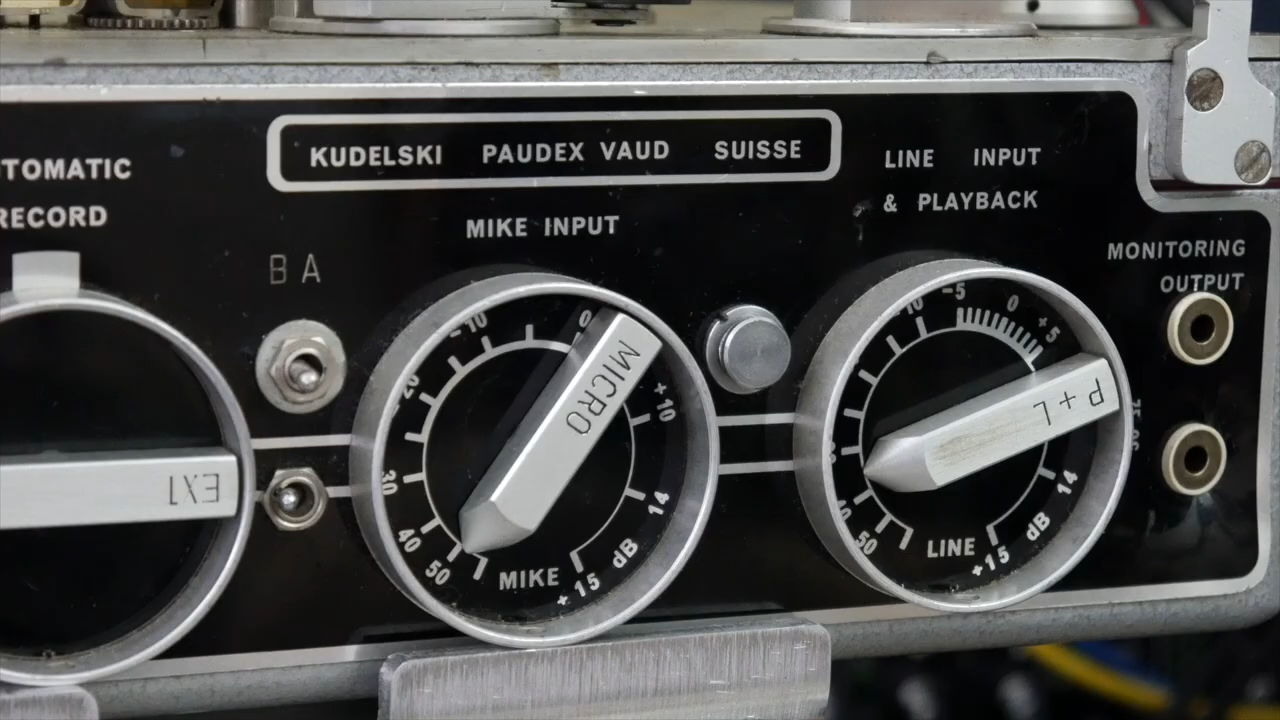 KUDELSKI PAUDEX VAUD SUISSE
TOMATIC
RECORD
MIKE INPUT
LINE INPUT
& PLAYBACK
MONITORING
OUTPUT
B A
EX1
-10
0
+10
14
dB
+15
MIKE
50
40
30
20
MICRO
-10
-5
0
+5
14
dB
+15
LINE
50
40
P+L